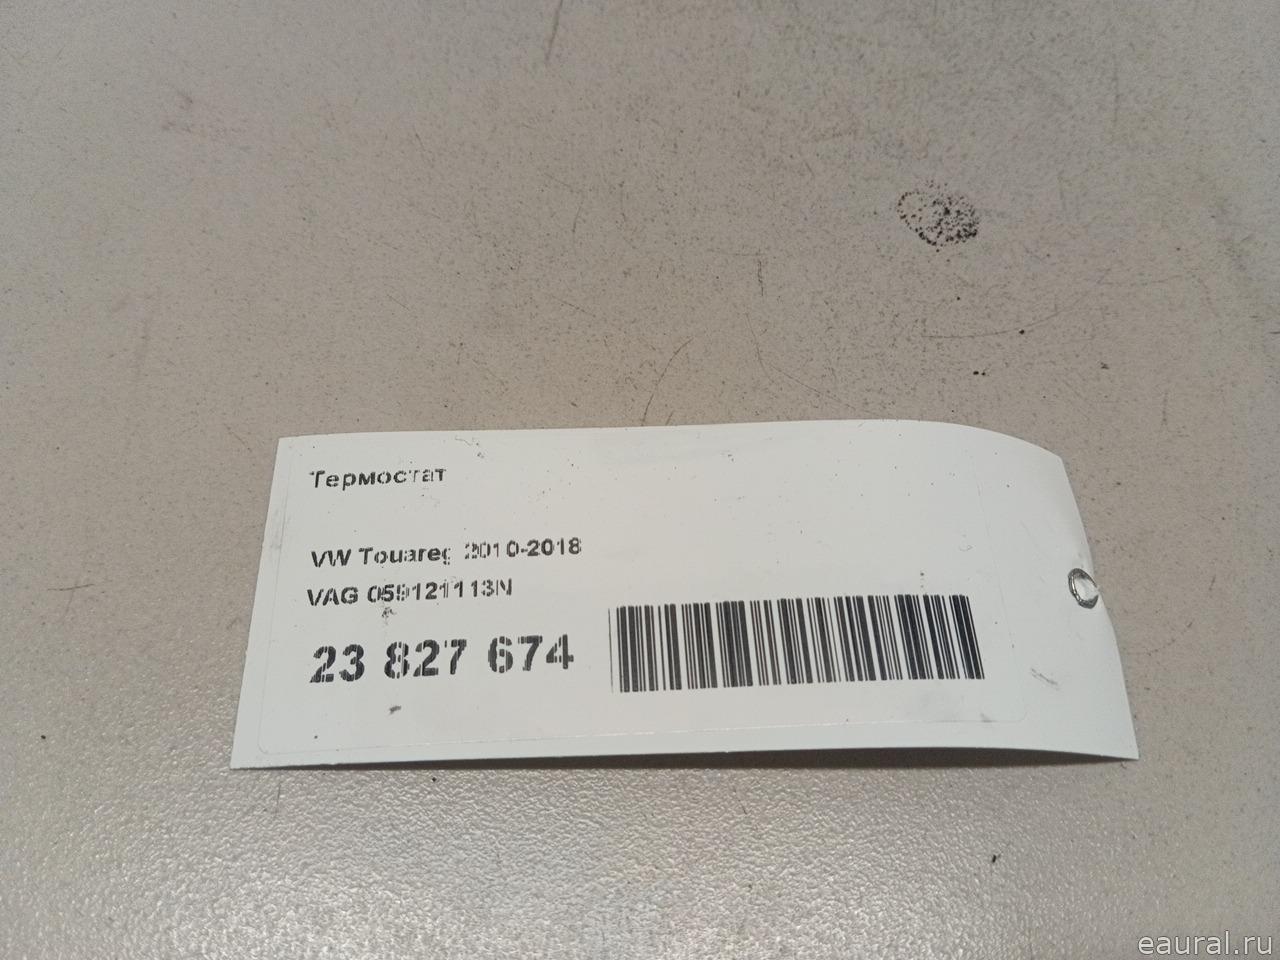 Термостат
VW Touareg 2010-2018
VAG 059121113N
23 827 674
eaural.ru